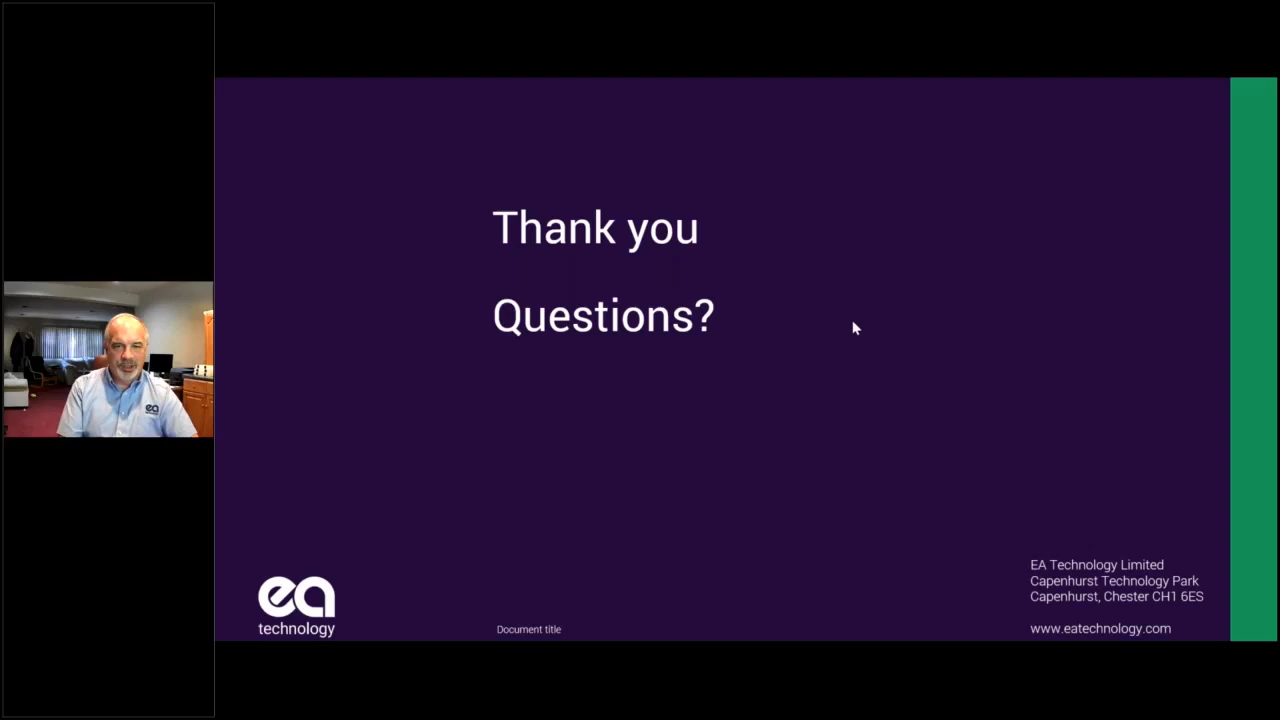 Thank you
Questions?
ea
technology
Document title
EA Technology Limited
Capenhurst Technology Park
Capenhurst, Chester CH1 6ES
www.eatechnology.com
ea